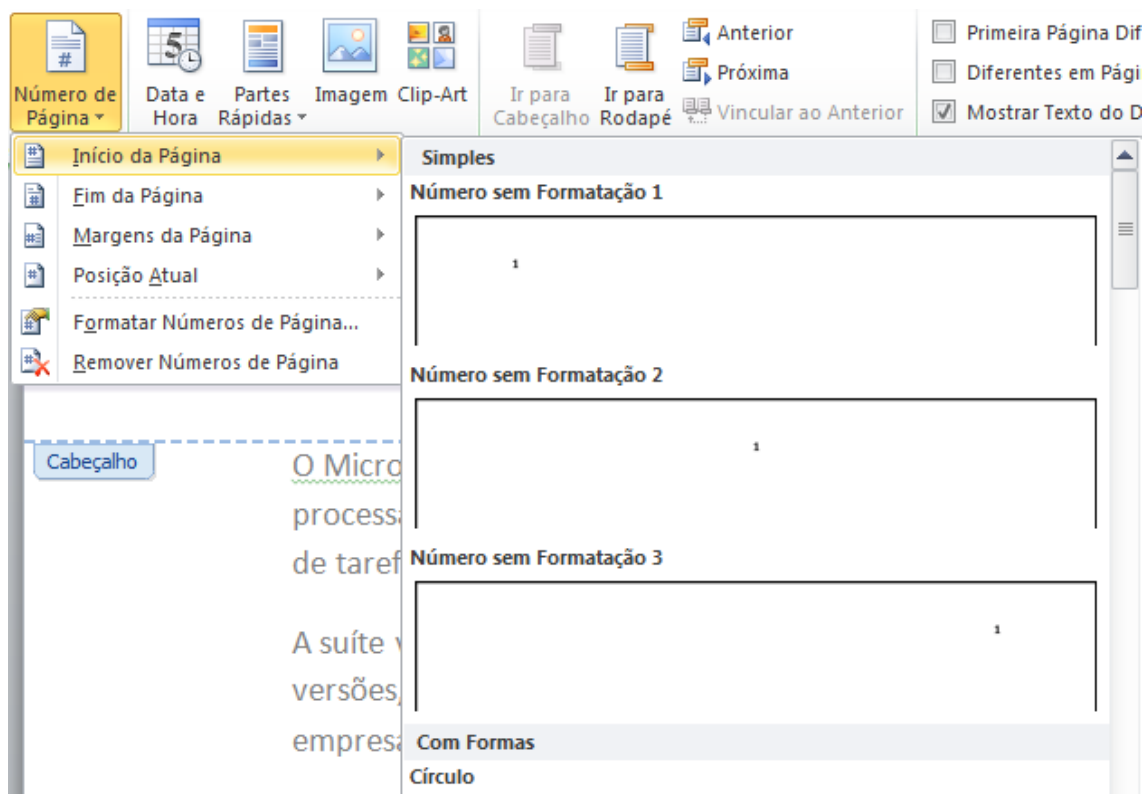 Número de Página
Data e Hora
Partes Rápidas
Imagem
Clip-Art
Ir para Cabeçalho
Ir para Rodapé
Anterior
Próxima
Vincular ao Anterior
Primeira Página Dif
Diferentes em Pági
Mostrar Texto do D
Início da Página
Fim da Página
Margens da Página
Posição Atual
Formatar Números de Página...
Remover Números de Página
Simples
Número sem Formatação 1
1
Número sem Formatação 2
1
Número sem Formatação 3
1
Com Formas
Círculo
Cabeçalho
O Micro
processa
de taref
A suíte v
versões,
empresa